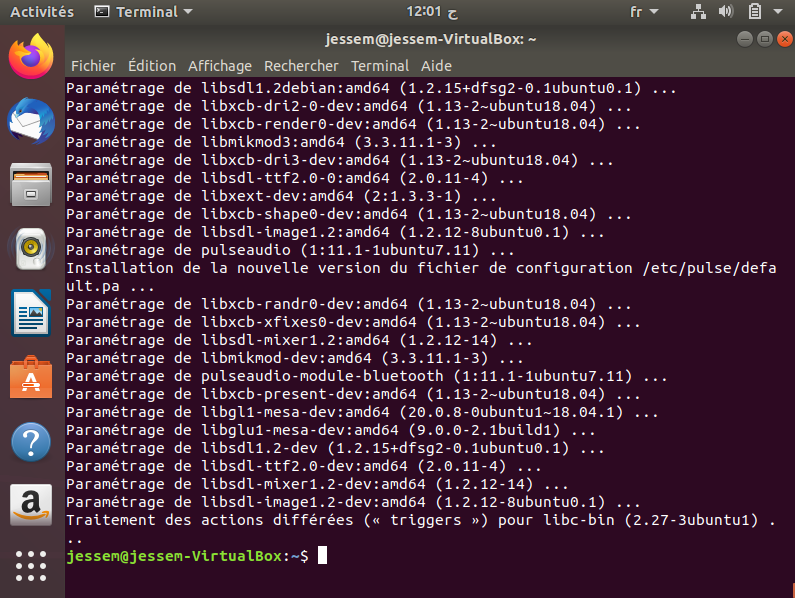 Activités Terminal 12:01 ح fr
jessem@jessem-VirtualBox: ~
Fichier Édition Affichage Rechercher Terminal Aide
Paramétrage de libsdl1.2debian:amd64 (1.2.15+dfsg2-0.1ubuntu0.1) ...
Paramétrage de libxcb-dri2-0-dev:amd64 (1.13-2~ubuntu18.04) ...
Paramétrage de libxcb-render0-dev:amd64 (1.13-2~ubuntu18.04) ...
Paramétrage de libmikmod3:amd64 (3.3.11.1-3) ...
Paramétrage de libxcb-dri3-dev:amd64 (1.13-2~ubuntu18.04) ...
Paramétrage de libsdl-ttf2.0-0:amd64 (2.0.11-4) ...
Paramétrage de libxext-dev:amd64 (2:1.3.3-1) ...
Paramétrage de libxcb-shape0-dev:amd64 (1.13-2~ubuntu18.04) ...
Paramétrage de libsdl-image1.2:amd64 (1.2.12-8ubuntu0.1) ...
Paramétrage de pulseaudio (1:11.1-1ubuntu7.11) ...
Installation de la nouvelle version du fichier de configuration /etc/pulse/defa
ult.pa ...
Paramétrage de libxcb-randr0-dev:amd64 (1.13-2~ubuntu18.04) ...
Paramétrage de libxcb-xfixes0-dev:amd64 (1.13-2~ubuntu18.04) ...
Paramétrage de libsdl-mixer1.2:amd64 (1.2.12-14) ...
Paramétrage de libmikmod-dev:amd64 (3.3.11.1-3) ...
Paramétrage de pulseaudio-module-bluetooth (1:11.1-1ubuntu7.11) ...
Paramétrage de libxcb-present-dev:amd64 (1.13-2~ubuntu18.04) ...
Paramétrage de libgl1-mesa-dev:amd64 (20.0.8-0ubuntu1~18.04.1) ...
Paramétrage de libglu1-mesa-dev:amd64 (9.0.0-2.1build1) ...
Paramétrage de libsdl1.2-dev (1.2.15+dfsg2-0.1ubuntu0.1) ...
Paramétrage de libsdl-ttf2.0-dev:amd64 (2.0.11-4) ...
Paramétrage de libsdl-mixer1.2-dev:amd64 (1.2.12-14) ...
Paramétrage de libsdl-image1.2-dev:amd64 (1.2.12-8ubuntu0.1) ...
Traitement des actions différées (« triggers ») pour libc-bin (2.27-3ubuntu1) .
..
jessem@jessem-VirtualBox:~$